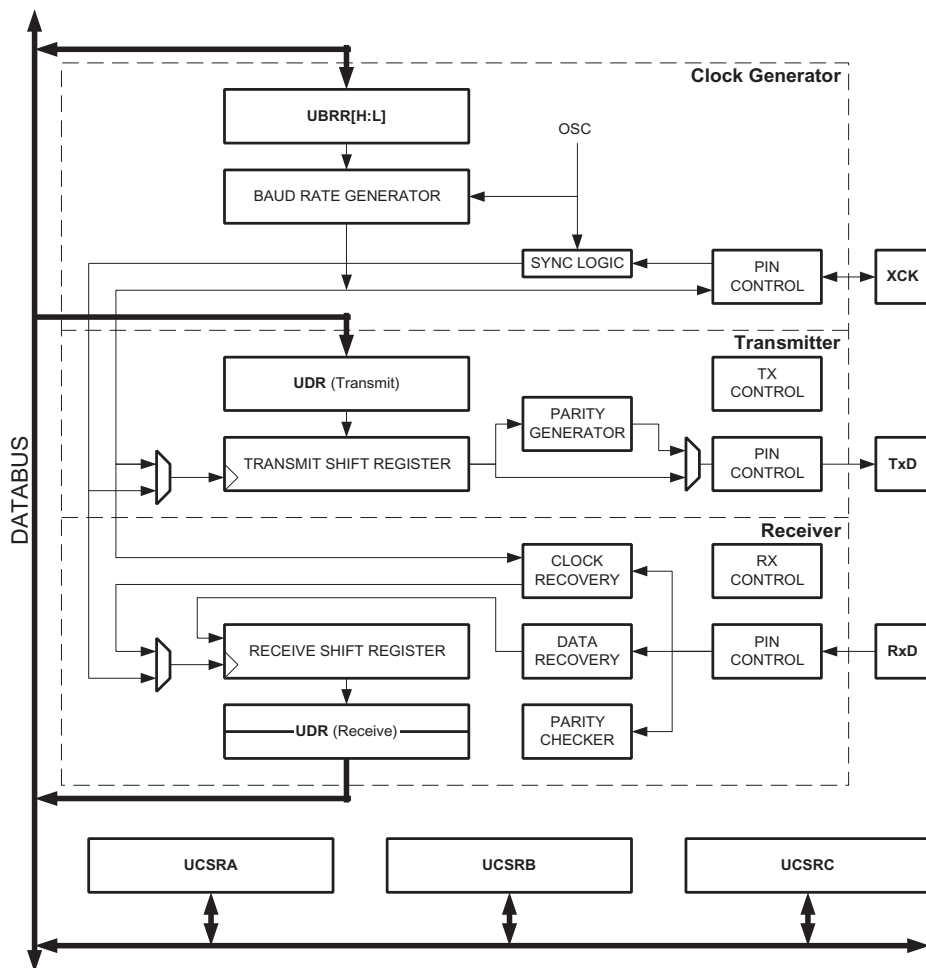 Clock Generator
UBRR[H:L]
OSC
BAUD RATE GENERATOR
SYNC LOGIC
PIN
CONTROL
XCK
Transmitter
UDR (Transmit)
TX
CONTROL
PARITY
GENERATOR
TRANSMIT SHIFT REGISTER
PIN
CONTROL
TxD
DATABUS
Receiver
CLOCK
RECOVERY
RX
CONTROL
RECEIVE SHIFT REGISTER
DATA
RECOVERY
PIN
CONTROL
RxD
UDR (Receive)
PARITY
CHECKER
UCSRA
UCSRB
UCSRC